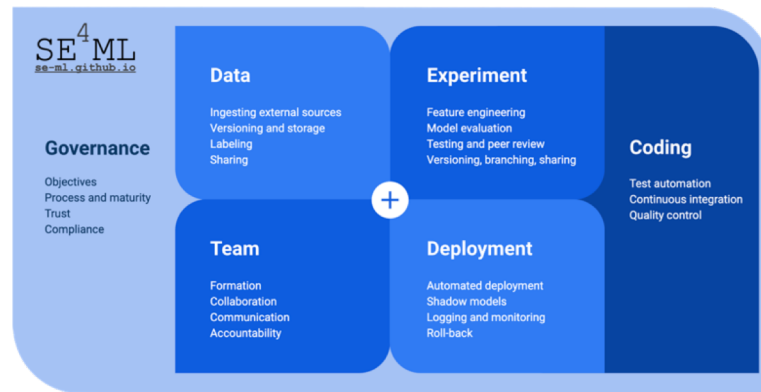 SE4ML
se-ml.github.io
Governance
Objectives
Process and maturity
Trust
Compliance
Data
Ingesting external sources
Versioning and storage
Labeling
Sharing
Experiment
Feature engineering
Model evaluation
Testing and peer review
Versioning, branching, sharing
Team
Formation
Collaboration
Communication
Accountability
Deployment
Automated deployment
Shadow models
Logging and monitoring
Roll-back
Coding
Test automation
Continuous integration
Quality control